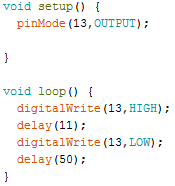 void setup() {
  pinMode(13,OUTPUT);

}

void loop() {
  digitalWrite(13,HIGH);
  delay(11);
  digitalWrite(13,LOW);
  delay(50);
}